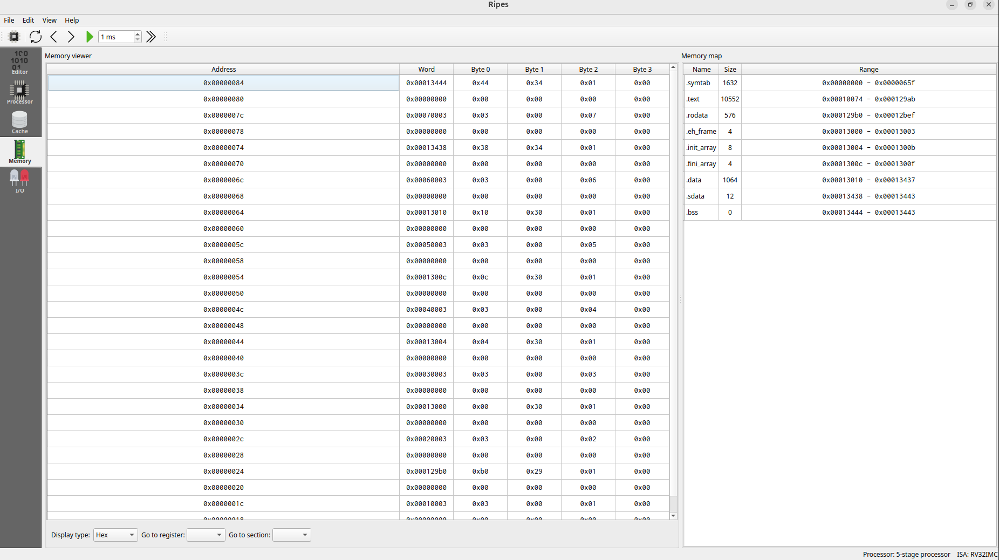 Ripes
File Edit View Help
1 ms
Editor
Processor
Cache
Memory
I/O
Memory viewer
Address Word Byte 0 Byte 1 Byte 2 Byte 3
0x00000084 0x00013444 0x44 0x34 0x01 0x00
0x00000080 0x00000000 0x00 0x00 0x00 0x00
0x0000007c 0x00070003 0x03 0x00 0x07 0x00
0x00000078 0x00000000 0x00 0x00 0x00 0x00
0x00000074 0x00013438 0x38 0x34 0x01 0x00
0x00000070 0x00000000 0x00 0x00 0x00 0x00
0x0000006c 0x00060003 0x03 0x00 0x06 0x00
0x00000068 0x00000000 0x00 0x00 0x00 0x00
0x00000064 0x00013010 0x10 0x30 0x01 0x00
0x00000060 0x00000000 0x00 0x00 0x00 0x00
0x0000005c 0x00050003 0x03 0x00 0x05 0x00
0x00000058 0x00000000 0x00 0x00 0x00 0x00
0x00000054 0x0001300c 0x0c 0x30 0x01 0x00
0x00000050 0x00000000 0x00 0x00 0x00 0x00
0x0000004c 0x00040003 0x03 0x00 0x04 0x00
0x00000048 0x00000000 0x00 0x00 0x00 0x00
0x00000044 0x00013004 0x04 0x30 0x01 0x00
0x00000040 0x00000000 0x00 0x00 0x00 0x00
0x0000003c 0x00030003 0x03 0x00 0x03 0x00
0x00000038 0x00000000 0x00 0x00 0x00 0x00
0x00000034 0x00013000 0x00 0x30 0x01 0x00
0x00000030 0x00000000 0x00 0x00 0x00 0x00
0x0000002c 0x00020003 0x03 0x00 0x02 0x00
0x00000028 0x00000000 0x00 0x00 0x00 0x00
0x00000024 0x000129b0 0xb0 0x29 0x01 0x00
0x00000020 0x00000000 0x00 0x00 0x00 0x00
0x0000001c 0x00010003 0x03 0x00 0x01 0x00
0x00000018 0x00000000 0x00 0x00 0x00 0x00
Display type: Hex Go to register: Go to section:
Memory map
Name Size Range
.symtab 1632 0x00000000 - 0x0000065f
.text 10552 0x00010074 - 0x000129ab
.rodata 576 0x000129b0 - 0x00012bef
.eh_frame 4 0x00013000 - 0x00013003
.init_array 8 0x00013004 - 0x0001300b
.fini_array 4 0x0001300c - 0x0001300f
.data 1064 0x00013010 - 0x00013437
.sdata 12 0x00013438 - 0x00013443
.bss 0 0x00013444 - 0x00013443
Processor: 5-stage processor ISA: RV32IMC